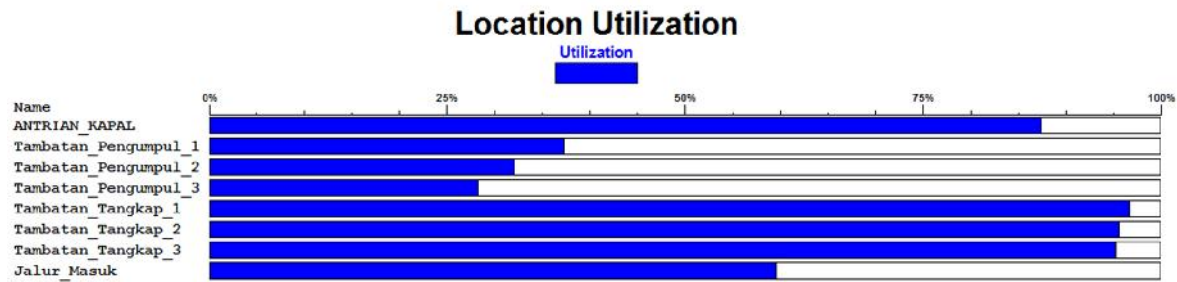 Location Utilization
Utilization
Name 0% 25% 50% 75% 100%
ANTRIAN_KAPAL
Tambatan_Pengumpul_1
Tambatan_Pengumpul_2
Tambatan_Pengumpul_3
Tambatan_Tangkap_1
Tambatan_Tangkap_2
Tambatan_Tangkap_3
Jalur_Masuk